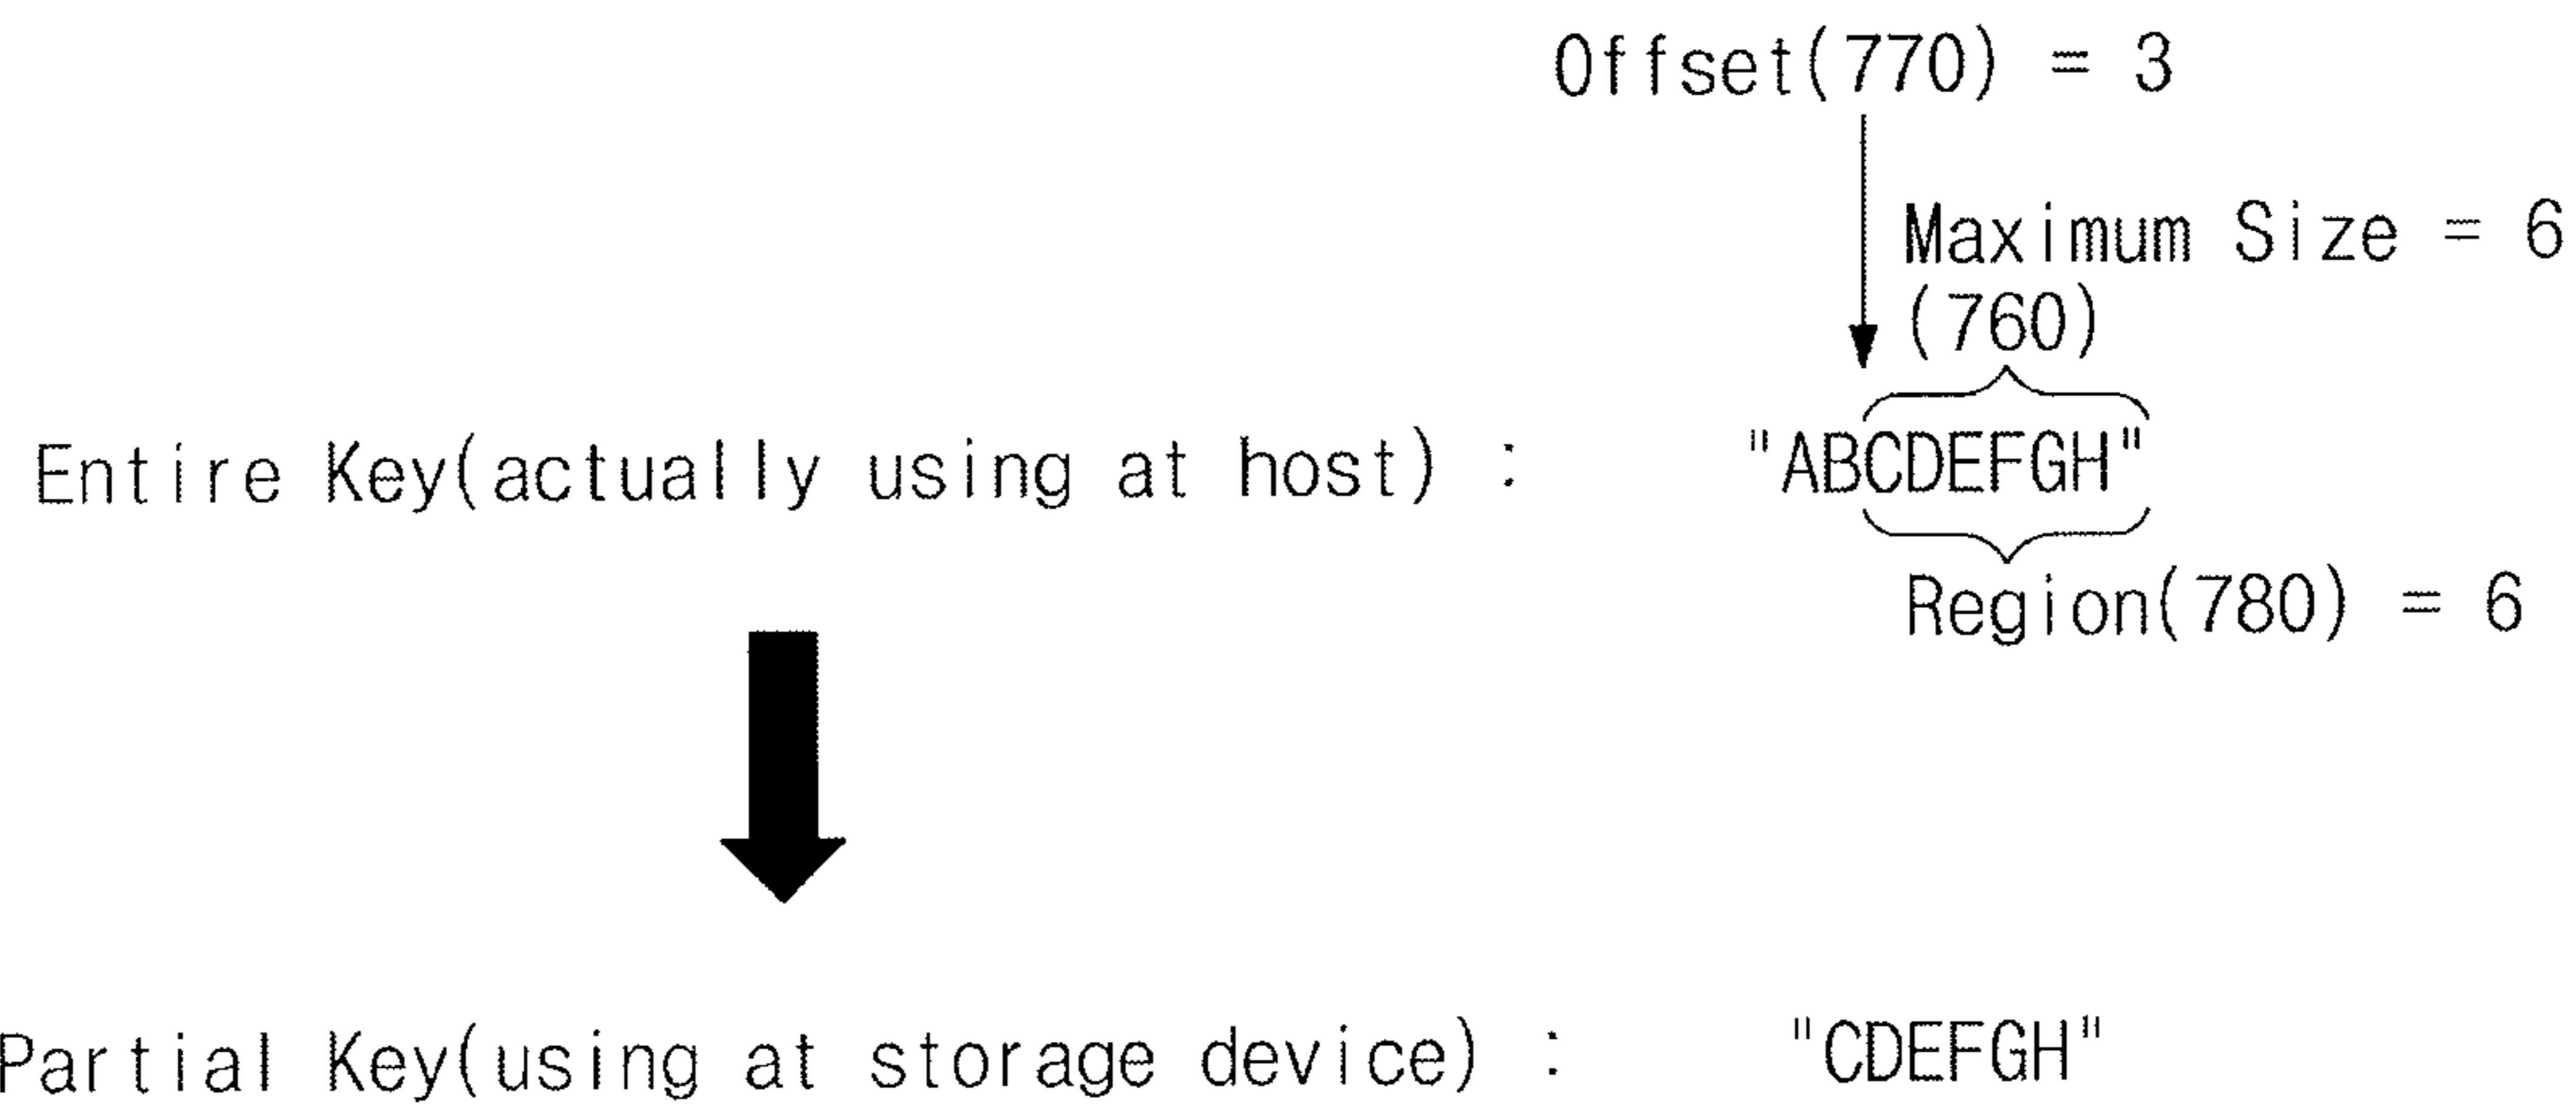 Offset(770) = 3
Maximum Size = 6
(760)
Entire Key(actually using at host) : "ABCDEFGH"
Region(780) = 6
Partial Key(using at storage device) : "CDEFGH"